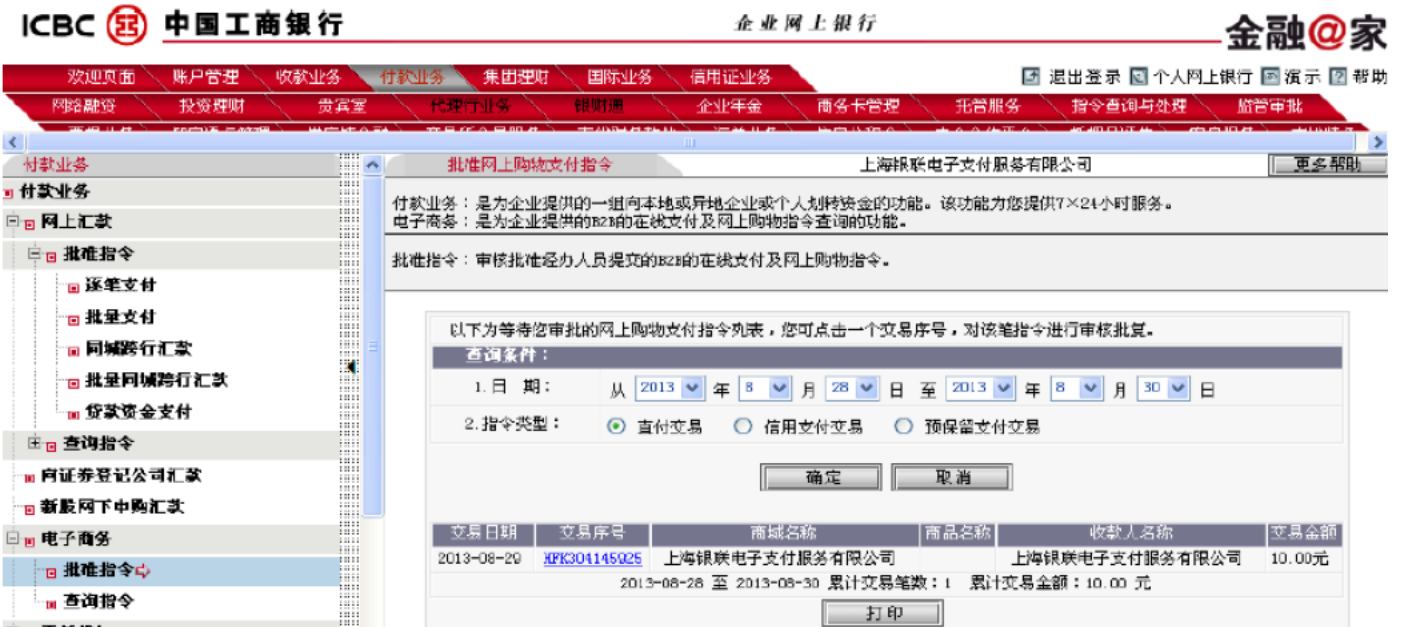 ICBC 中国工商银行
企业网上银行
金融@家
欢迎页面 账户管理 收款业务 付款业务 集团理财 国际业务 信用证业务
退出登录 个人网上银行 演示 帮助
网络融资 投资理财 贵宾室 代理行业务 银财通 企业年金 商务卡管理 托管服务 指令查询与处理 监管审批
付款业务
批准网上购物支付指令
上海银联电子支付服务有限公司
更多帮助
付款业务
网上汇款
批准指令
逐笔支付
批量支付
同城跨行汇款
批量同城跨行汇款
贷款资金支付
查询指令
向证券登记公司汇款
新股网下申购汇款
电子商务
批准指令
查询指令
付款业务：是为企业提供的一组向本地或异地企业或个人划转资金的功能。该功能为您提供7×24小时服务。
电子商务：是为企业提供的B2B的在线支付及网上购物指令查询的功能。
批准指令：审核批准经办人员提交的B2B的在线支付及网上购物指令。
以下为等待您审批的网上购物支付指令列表，您可点击一个交易序号，对该笔指令进行审核批复。
查询条件：
1.日 期： 从 2013 年 8 月 28 日 至 2013 年 8 月 30 日
2.指令类型： 直付交易 信用支付交易 预保留支付交易
确定 取消
交易日期 交易序号 商城名称 商品名称 收款人名称 交易金额
2013-08-29 HFK304145925 上海银联电子支付服务有限公司 上海银联电子支付服务有限公司 10.00元
2013-08-28 至 2013-08-30 累计交易笔数：1 累计交易金额：10.00 元
打印